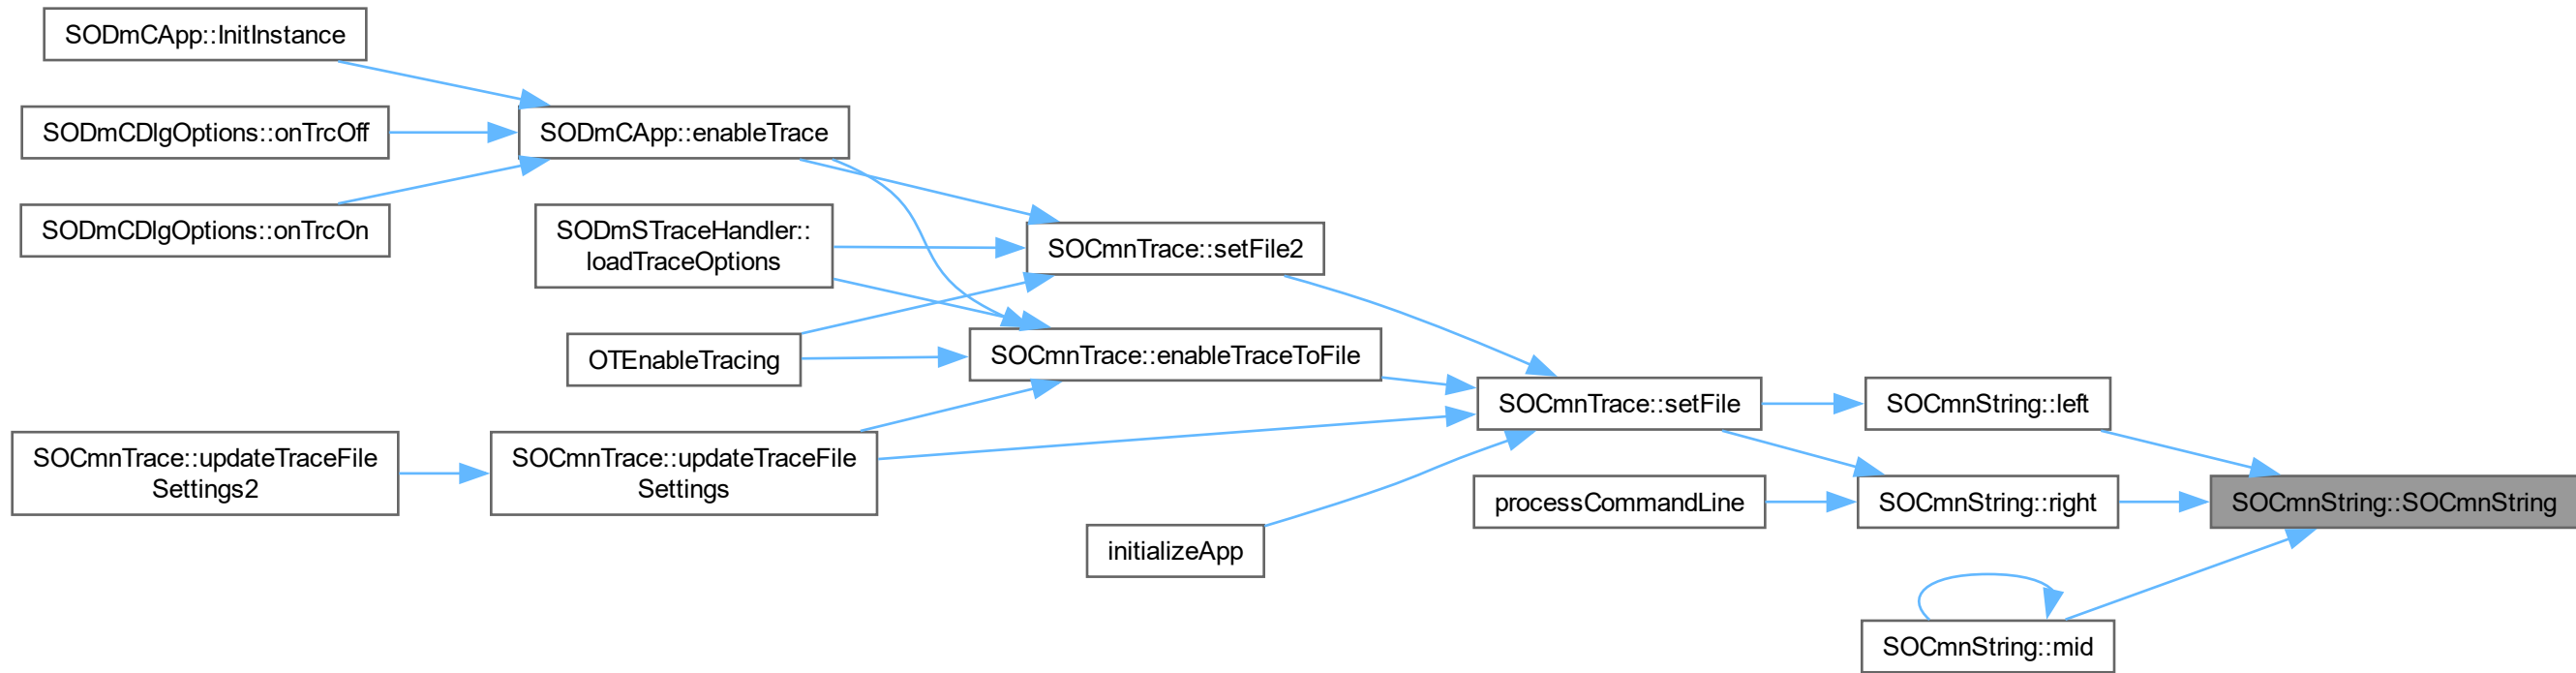 SODmCApp::InitInstance
SODmCDlgOptions::onTrcOff
SODmCApp::enableTrace
SODmCDlgOptions::onTrcOn
SODmSTraceHandler::
loadTraceOptions
SOCmnTrace::setFile2
OTEnableTracing
SOCmnTrace::enableTraceToFile
SOCmnTrace::setFile
SOCmnString::left
SOCmnTrace::updateTraceFile
Settings2
SOCmnTrace::updateTraceFile
Settings
processCommandLine
SOCmnString::right
SOCmnString::SOCmnString
initializeApp
SOCmnString::mid